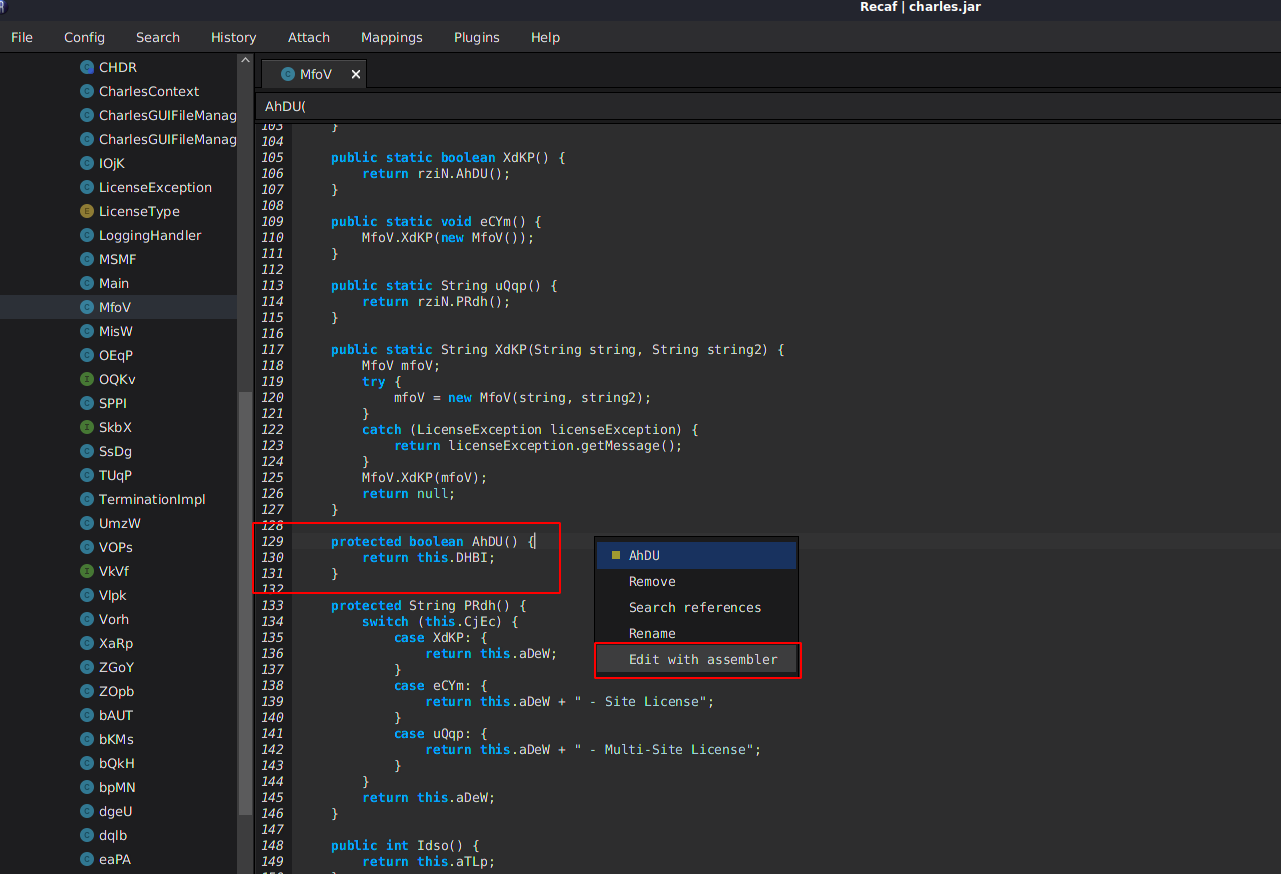 Recaf | charles.jar
File Config Search History Attach Mappings Plugins Help
CHDR
CharlesContext
CharlesGUIFileManag
CharlesGUIFileManag
IOjK
LicenseException
LicenseType
LoggingHandler
MSMF
Main
MfoV
MisW
OEqP
OQKv
SPPI
SkbX
SsDg
TUqP
TerminationImpl
UmzW
VOPs
VkVf
Vlpk
Vorh
XaRp
ZGoY
ZOpb
bAUT
bKMs
bQkH
bpMN
dgeU
dqIb
eaPA
MfoV ×
AhDU(
103 }
104
105 public static boolean XdKP() {
106 return rziN.AhDU();
107 }
108
109 public static void eCYm() {
110 MfoV.XdKP(new MfoV());
111 }
112
113 public static String uQqp() {
114 return rziN.PRdh();
115 }
116
117 public static String XdKP(String string, String string2) {
118 MfoV mfoV;
119 try {
120 mfoV = new MfoV(string, string2);
121 }
122 catch (LicenseException licenseException) {
123 return licenseException.getMessage();
124 }
125 MfoV.XdKP(mfoV);
126 return null;
127 }
128
129 protected boolean AhDU() {
130 return this.DHBI;
131 }
132
133 protected String PRdh() {
134 switch (this.CjEc) {
135 case XdKP: {
136 return this.aDeW;
137 }
138 case eCYm: {
139 return this.aDeW + " - Site License";
140 }
141 case uQqp: {
142 return this.aDeW + " - Multi-Site License";
143 }
144 }
145 return this.aDeW;
146 }
147
148 public int Idso() {
149 return this.aTLp;
AhDU
Remove
Search references
Rename
Edit with assembler